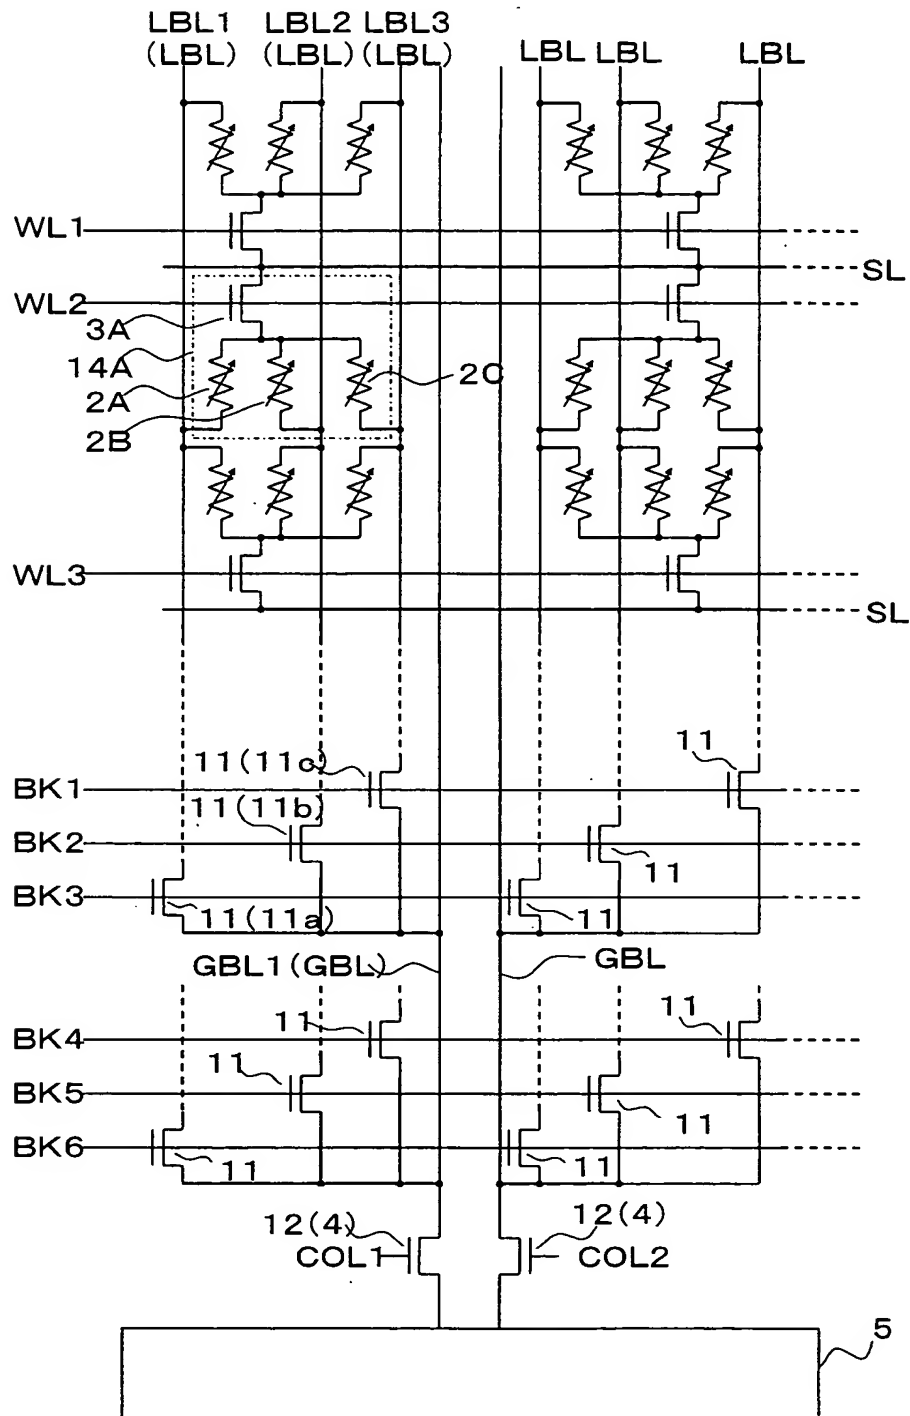 LBL1 LBL2 LBL3
(LBL) (LBL) (LBL) LBL LBL LBL
WL1
SL
WL2
3A
14A
2A 2C
2B
WL3
SL
11(11c) 11
BK1
11(11b)
BK2
11
BK3
11(11a) 11
GBL1(GBL) GBL
11 11
BK4
11
BK5
11
BK6
11 11
12(4) 12(4)
COL1 COL2
5